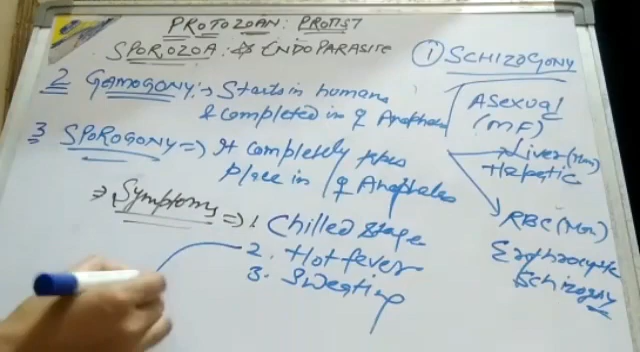 PROTOZOAN: PROTIST
SPOROZOA: ENDOPARASITE
2 GAMOGONY:→ Starts in humans
& completed in ♀ Anopheles
3 SPOROGONY => It completely types
place in ♀ Anopheles
=> Symptoms => 1. Chilled Stage
2. Hot fever
3. Sweating
① SCHIZOGONY
Asexual
(MF)
Liver (Man)
Hepatic
RBC (Man)
Erythrocyte
Schizogony